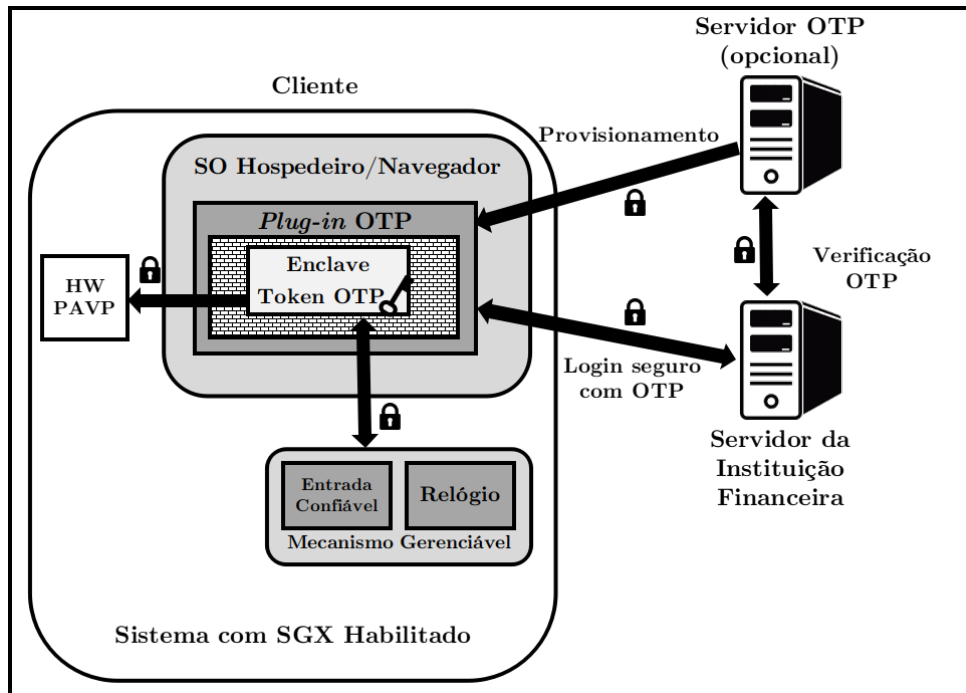 Servidor OTP
(opcional)
Cliente
Provisionamento
SO Hospedeiro/Navegador
Plug-in OTP
Enclave
Token OTP
HW
PAVP
Verificação
OTP
Login seguro
com OTP
Servidor da
Instituição
Financeira
Entrada
Confiável
Relógio
Mecanismo Gerenciável
Sistema com SGX Habilitado